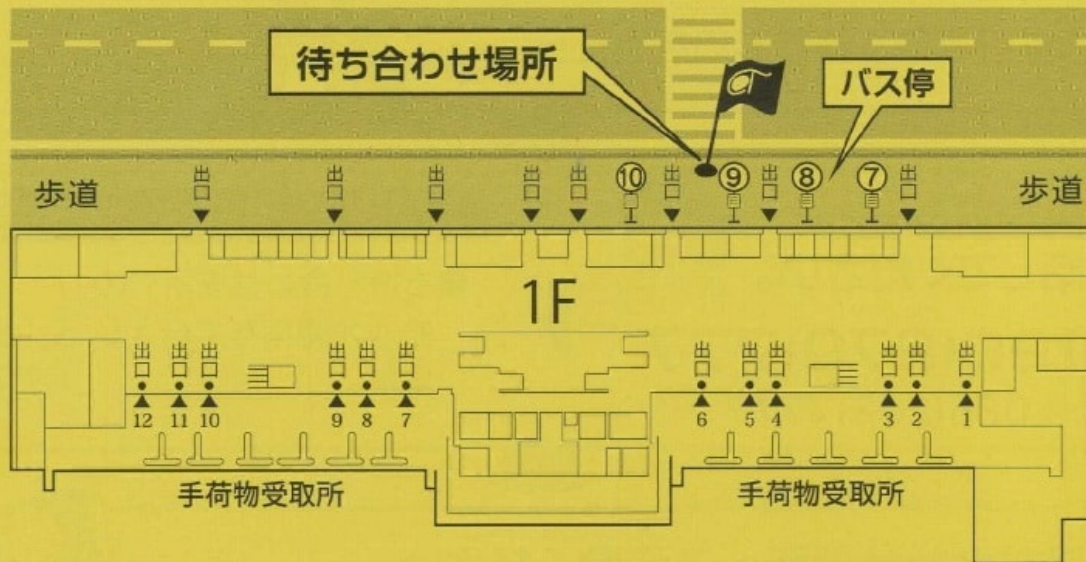 待ち合わせ場所
バス停
歩道
出口
出口
出口
出口
出口
⑩
出口
⑨
出口
⑧
⑦
出口
歩道
1F
出口
出口
出口
出口
出口
出口
出口
出口
出口
出口
出口
出口
12
11
10
9
8
7
6
5
4
3
2
1
手荷物受取所
手荷物受取所